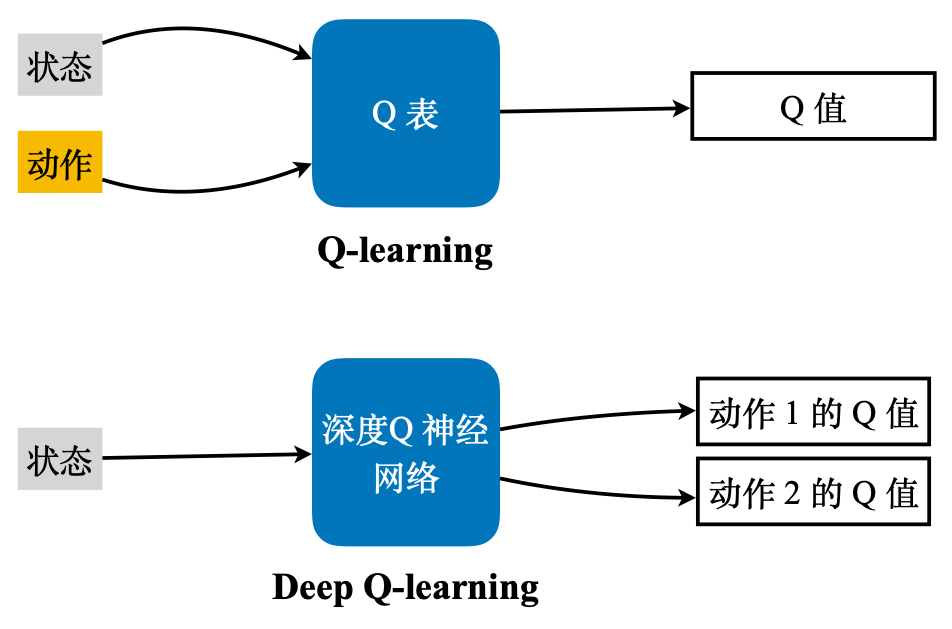 状态
动作
Q 表
Q 值
Q-learning
状态
深度Q 神经
网络
动作 1 的 Q 值
动作 2 的 Q 值
Deep Q-learning